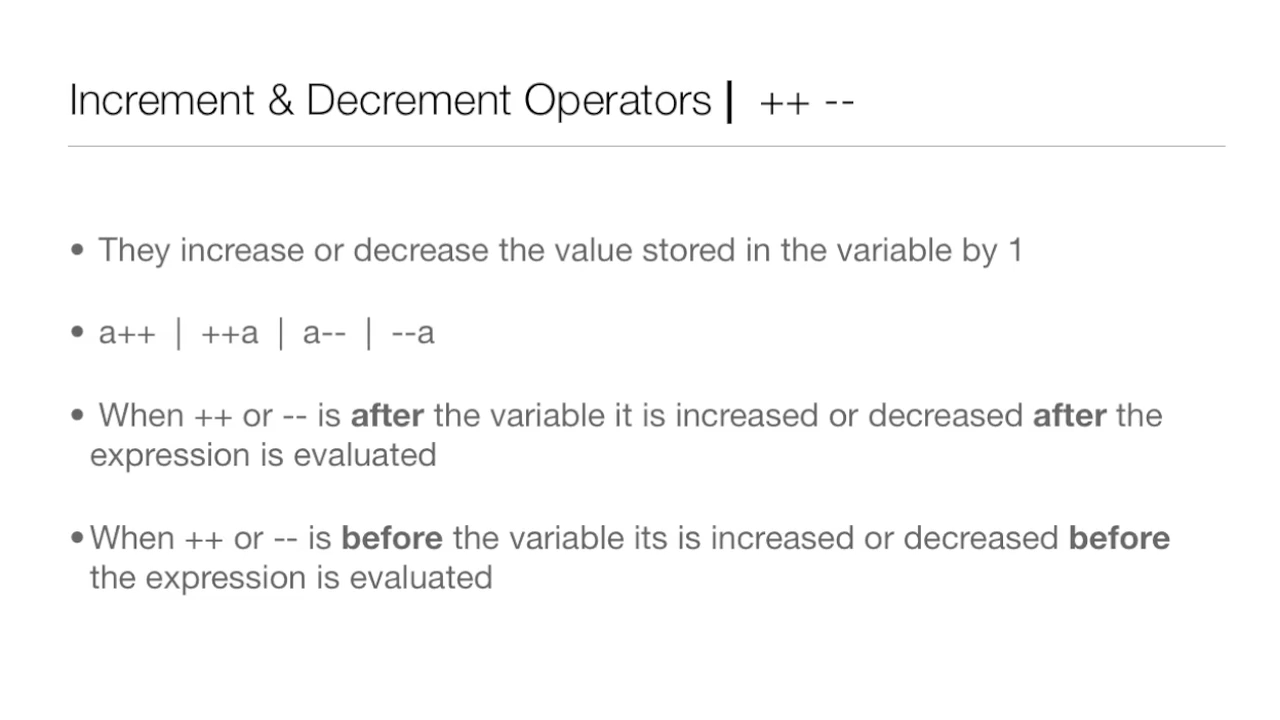 Increment & Decrement Operators | ++ --
• They increase or decrease the value stored in the variable by 1
• a++ | ++a | a-- | --a
• When ++ or -- is after the variable it is increased or decreased after the
expression is evaluated
• When ++ or -- is before the variable its is increased or decreased before
the expression is evaluated